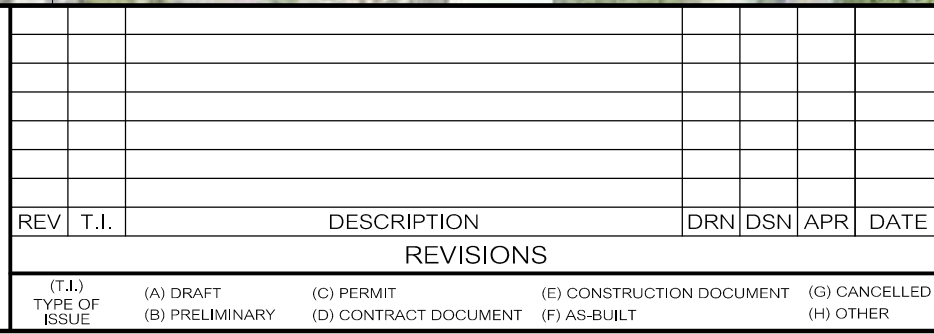 REV T.I. DESCRIPTION DRN DSN APR DATE
REVISIONS
(T.I.)
TYPE OF
ISSUE
(A) DRAFT (C) PERMIT (E) CONSTRUCTION DOCUMENT (G) CANCELLED
(B) PRELIMINARY (D) CONTRACT DOCUMENT (F) AS-BUILT (H) OTHER